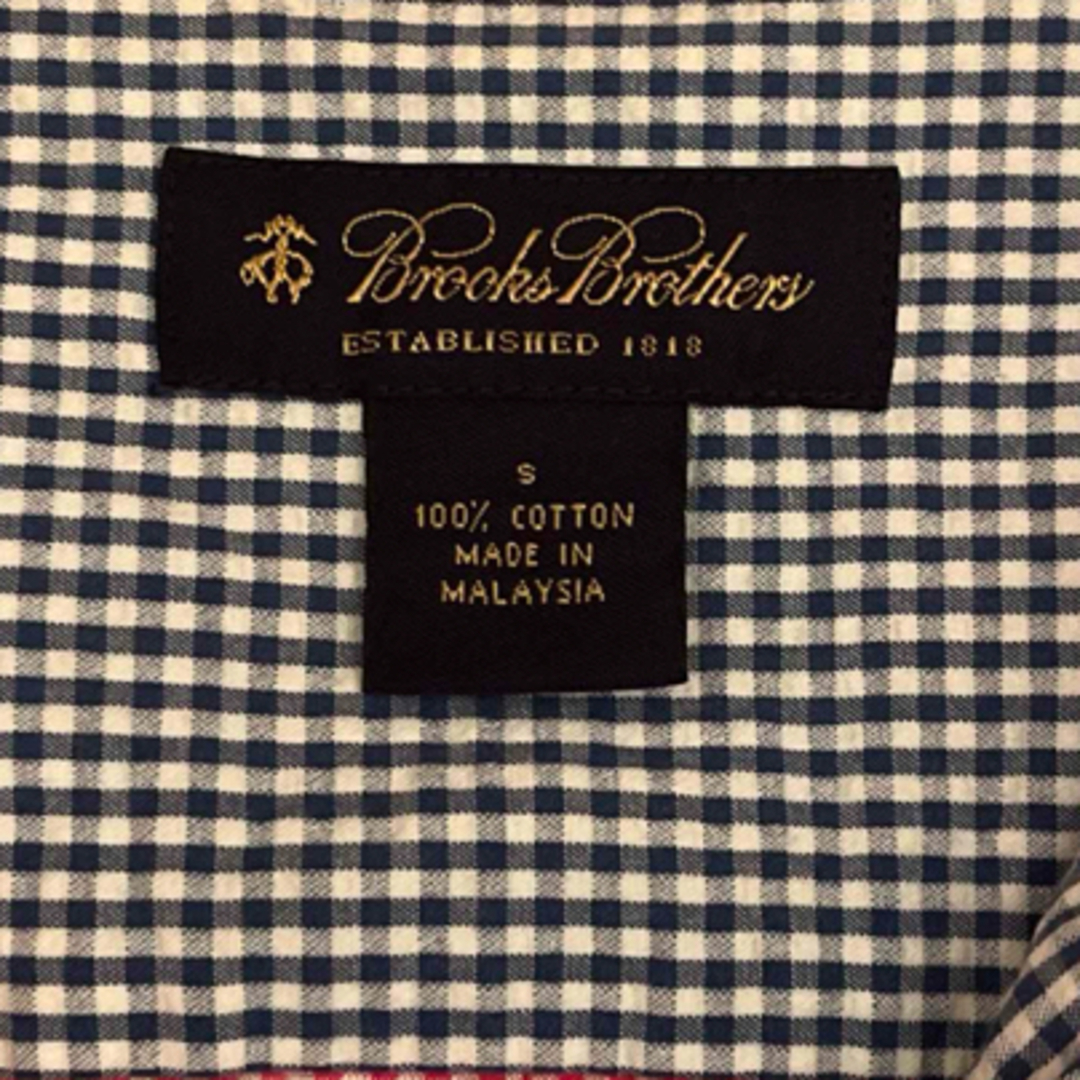 Brooks Brothers
ESTABLISHED 1818
S
100% COTTON
MADE IN
MALAYSIA